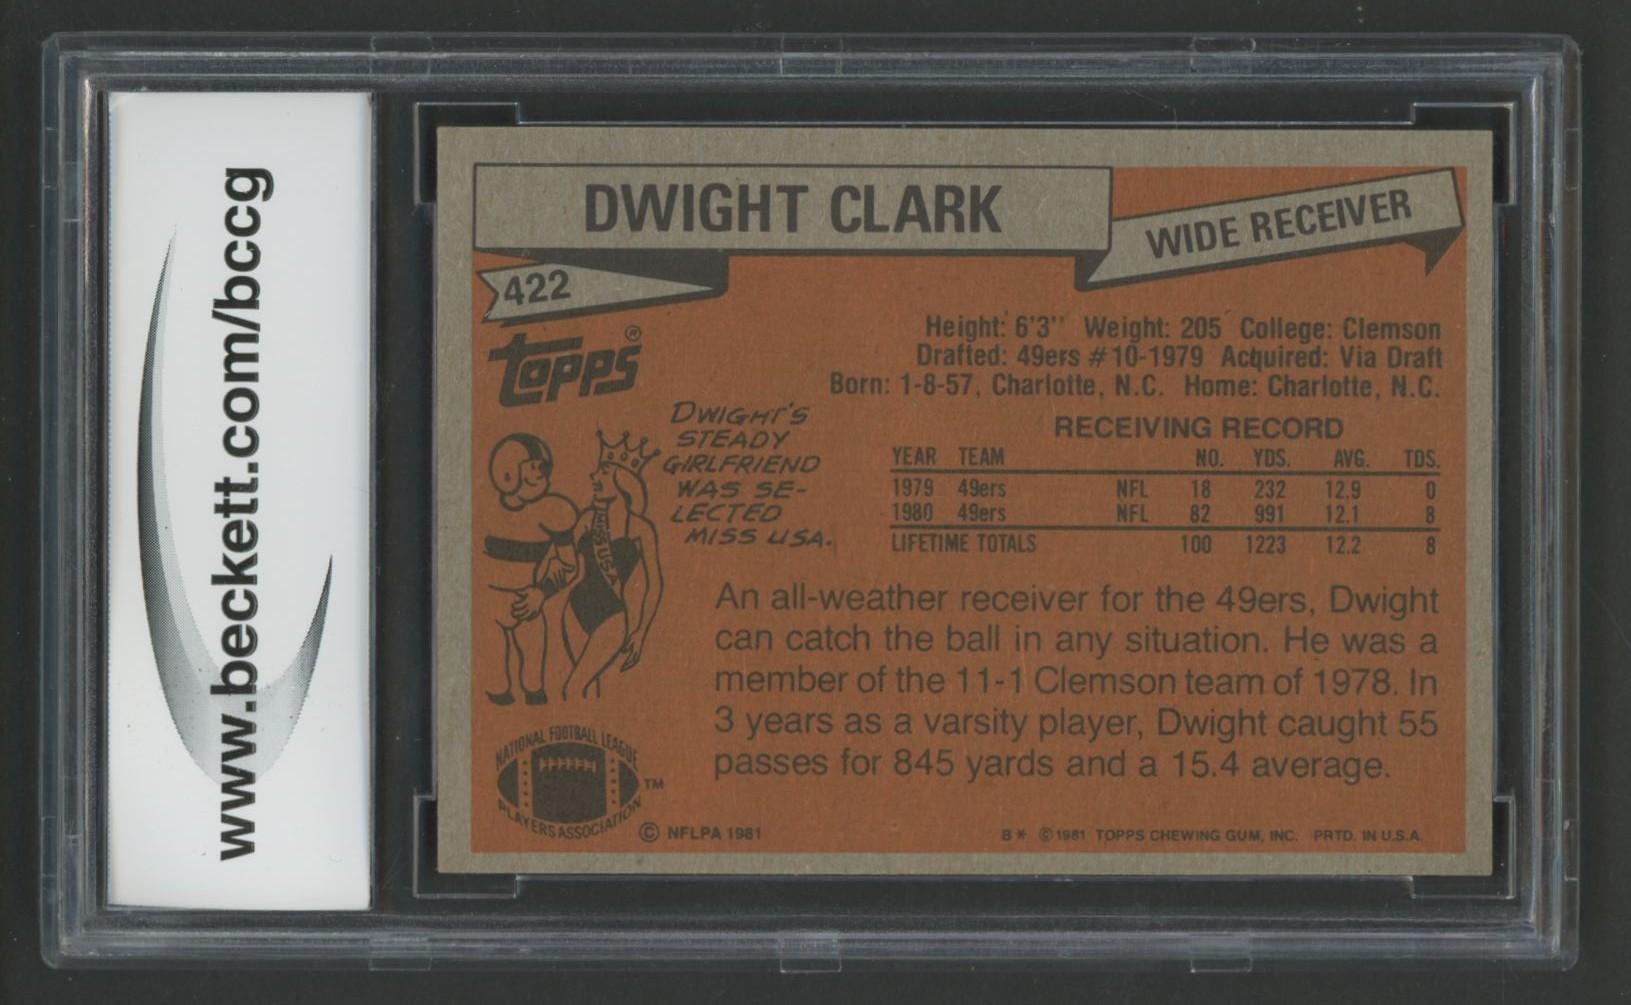 www.beckett.com/bccg
DWIGHT CLARK
WIDE RECEIVER
422
TOPPS®
Height: 6'3'' Weight: 205 College: Clemson
Drafted: 49ers #10-1979 Acquired: Via Draft
Born: 1-8-57, Charlotte, N.C. Home: Charlotte, N.C.
DWIGHT'S
STEADY
GIRLFRIEND
WAS SE-
LECTED
MISS USA.
MISS USA
RECEIVING RECORD
YEAR TEAM NO. YDS. AVG. TDS.
1979 49ers NFL 18 232 12.9 0
1980 49ers NFL 82 991 12.1 8
LIFETIME TOTALS 100 1223 12.2 8
An all-weather receiver for the 49ers, Dwight
can catch the ball in any situation. He was a
member of the 11-1 Clemson team of 1978. In
3 years as a varsity player, Dwight caught 55
passes for 845 yards and a 15.4 average.
NATIONAL FOOTBALL LEAGUE
PLAYERS ASSOCIATION
TM
© NFLPA 1981
B* ©1981 TOPPS CHEWING GUM, INC. PRTD. IN U.S.A.